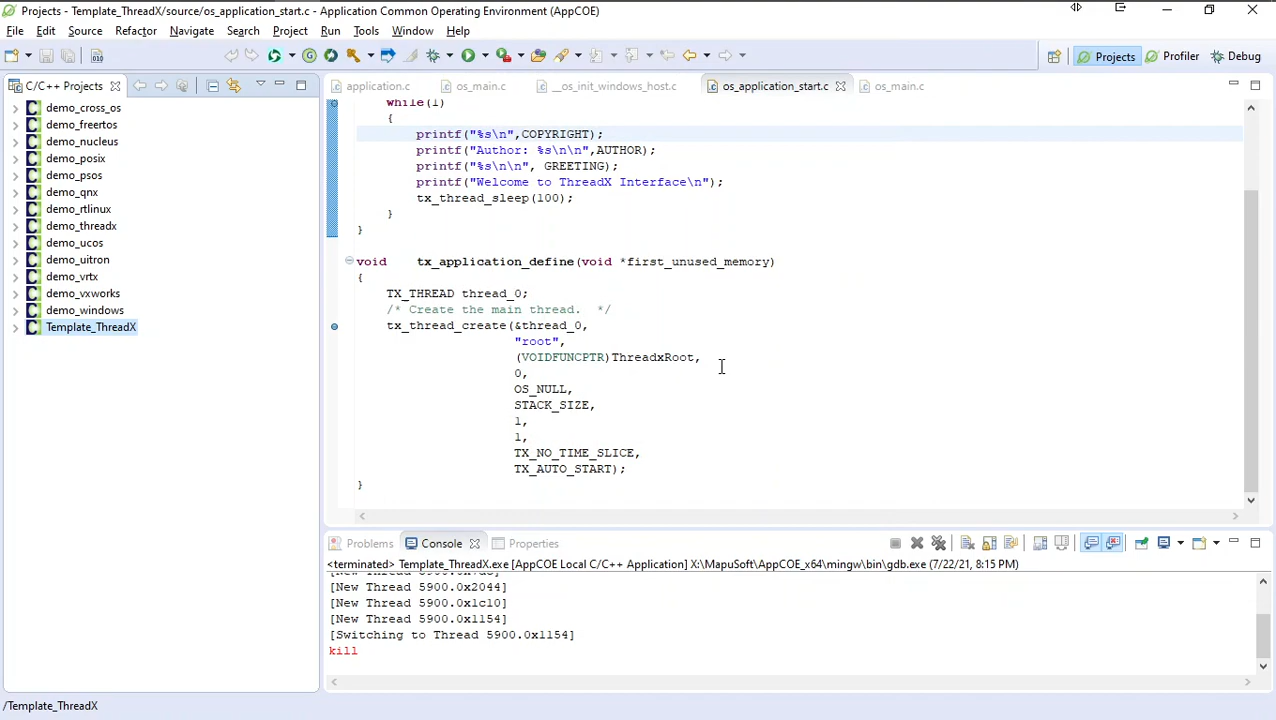 Projects - Template_ThreadX/source/os_application_start.c - Application Common Operating Environment (AppCOE)
File Edit Source Refactor Navigate Search Project Run Tools Window Help
Projects Profiler Debug
C/C++ Projects
demo_cross_os
demo_freertos
demo_nucleus
demo_posix
demo_psos
demo_qnx
demo_rtlinux
demo_threadx
demo_ucos
demo_uitron
demo_vrtx
demo_vxworks
demo_windows
Template_ThreadX
application.c os_main.c __os_init_windows_host.c os_application_start.c os_main.c
while(1)
{
printf("%s\n",COPYRIGHT);
printf("Author: %s\n\n",AUTHOR);
printf("%s\n\n", GREETING);
printf("Welcome to ThreadX Interface\n");
tx_thread_sleep(100);
}
}
void tx_application_define(void *first_unused_memory)
{
TX_THREAD thread_0;
/* Create the main thread. */
tx_thread_create(&thread_0,
"root",
(VOIDFUNCPTR)ThreadxRoot,
0,
OS_NULL,
STACK_SIZE,
1,
1,
TX_NO_TIME_SLICE,
TX_AUTO_START);
}
Problems Console Properties
<terminated> Template_ThreadX.exe [AppCOE Local C/C++ Application] X:\MapuSoft\AppCOE_x64\mingw\bin\gdb.exe (7/22/21, 8:15 PM)
[New Thread 5900.0x2044]
[New Thread 5900.0x1c10]
[New Thread 5900.0x1154]
[Switching to Thread 5900.0x1154]
kill
/Template_ThreadX